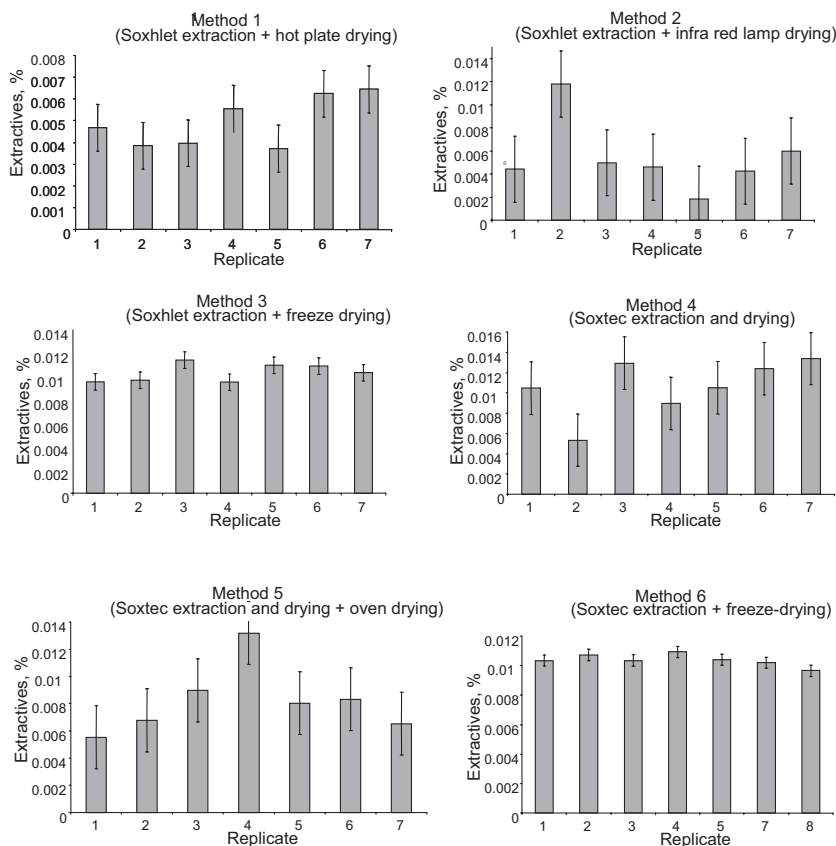 Method 1
(Soxhlet extraction + hot plate drying)
Extractives, %
0.008
0.007
0.006
0.005
0.004
0.003
0.002
0.001
0
1 2 3 4 5 6 7
Replicate
Method 2
(Soxhlet extraction + infra red lamp drying)
Extractives, %
0.014
0.012
0.01
0.008
0.006
0.004
0.002
0
1 2 3 4 5 6 7
Replicate
Method 3
(Soxhlet extraction + freeze drying)
Extractives, %
0.014
0.012
0.01
0.008
0.006
0.004
0.002
0
1 2 3 4 5 6 7
Replicate
Method 4
(Soxtec extraction and drying)
Extractives, %
0.016
0.014
0.012
0.01
0.008
0.006
0.004
0.002
0
1 2 3 4 5 6 7
Replicate
Method 5
(Soxtec extraction and drying + oven drying)
Extractives, %
0.014
0.012
0.01
0.008
0.006
0.004
0.002
0
1 2 3 4 5 6 7
Replicate
Method 6
(Soxtec extraction + freeze-drying)
Extractives, %
0.012
0.01
0.008
0.006
0.004
0.002
0
1 2 3 4 5 7 8
Replicate